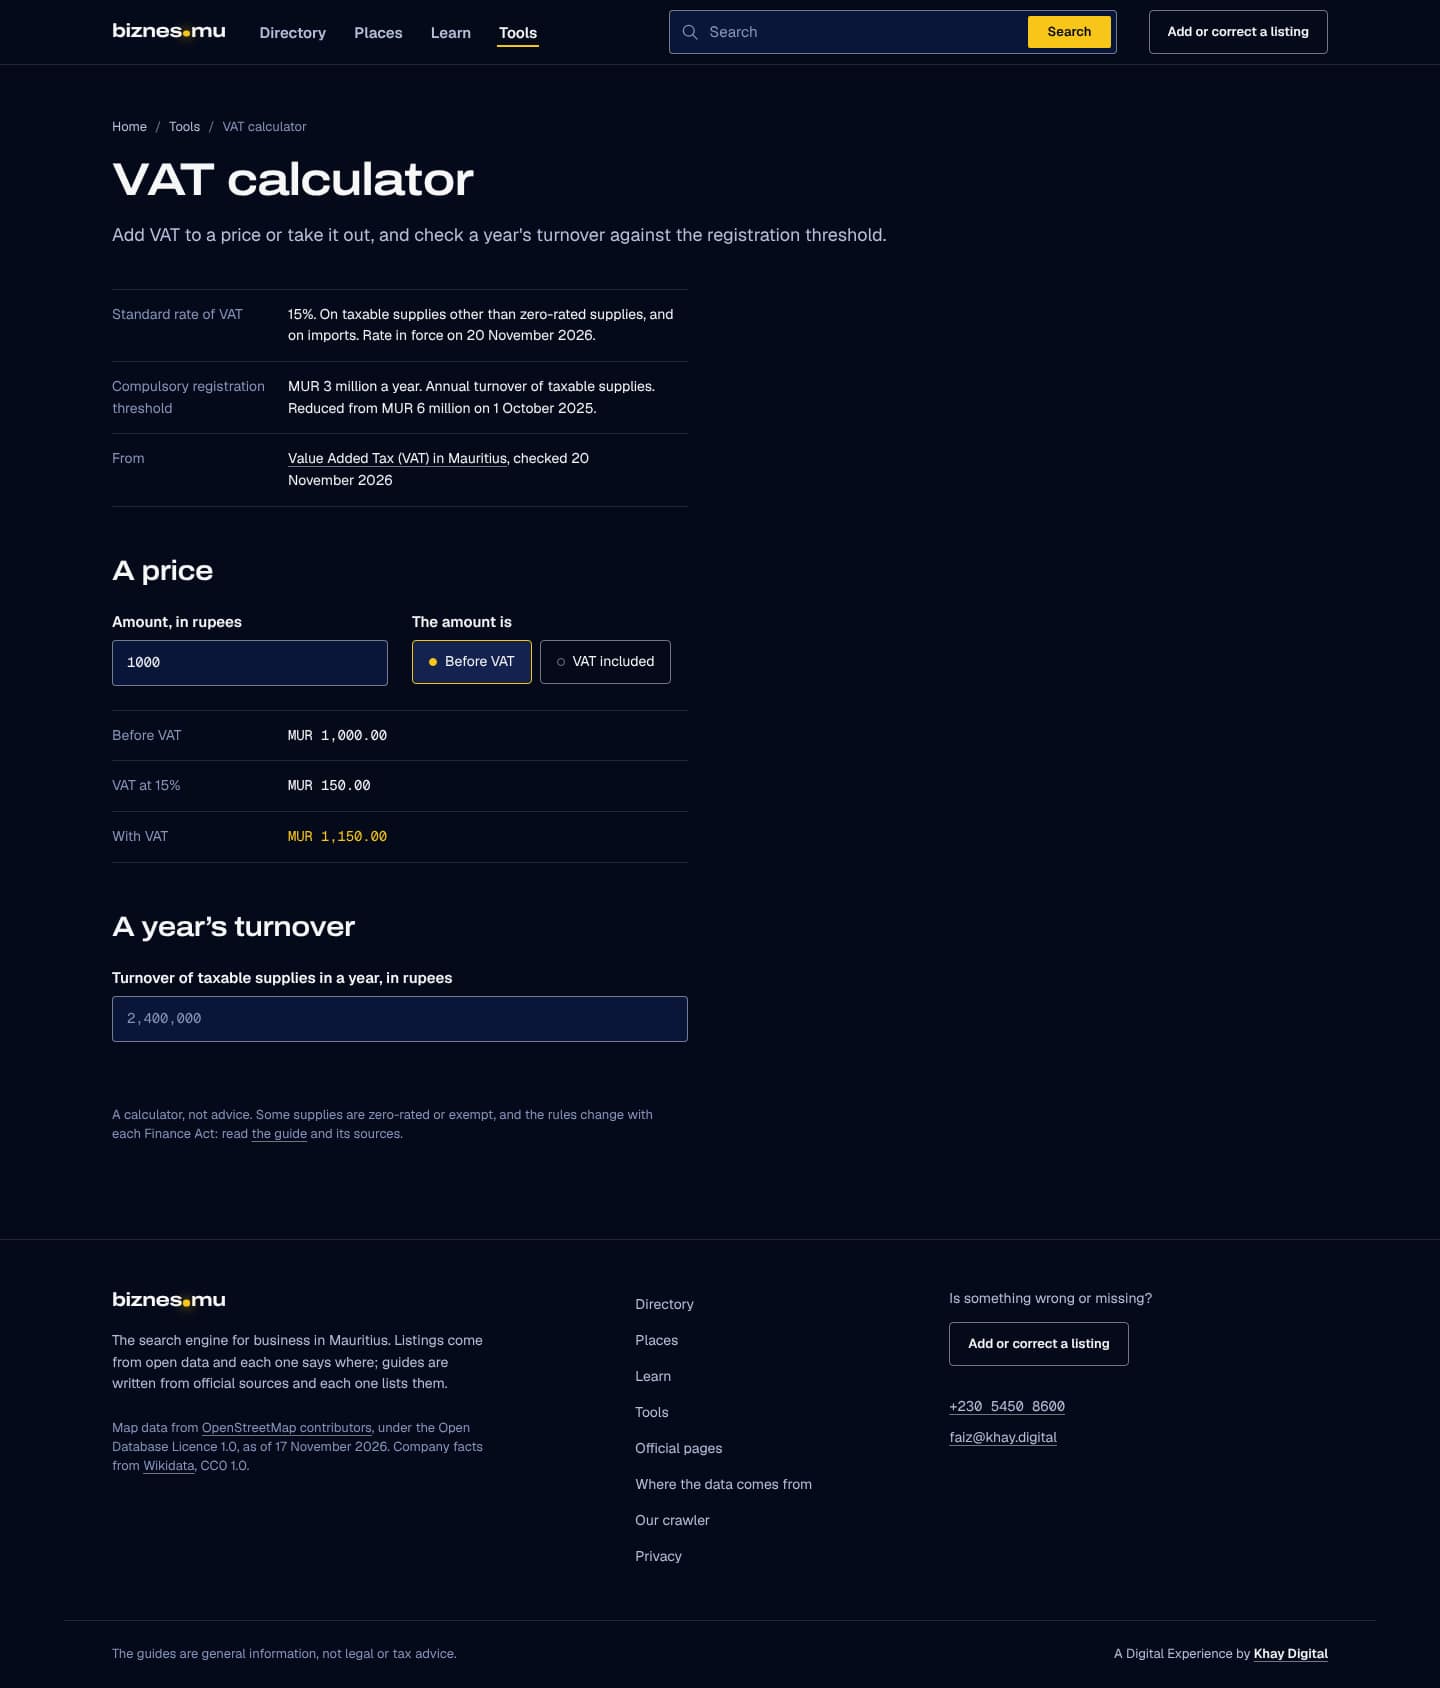 biznes.mu
Directory
Places
Learn
Tools
Search
Search
Add or correct a listing
Home / Tools / VAT calculator
VAT calculator
Add VAT to a price or take it out, and check a year's turnover against the registration threshold.
Standard rate of VAT
15%. On taxable supplies other than zero-rated supplies, and
on imports. Rate in force on 20 November 2026.
Compulsory registration
threshold
MUR 3 million a year. Annual turnover of taxable supplies.
Reduced from MUR 6 million on 1 October 2025.
From
Value Added Tax (VAT) in Mauritius, checked 20
November 2026
A price
Amount, in rupees
1000
The amount is
Before VAT
VAT included
Before VAT
MUR 1,000.00
VAT at 15%
MUR 150.00
With VAT
MUR 1,150.00
A year’s turnover
Turnover of taxable supplies in a year, in rupees
2,400,000
A calculator, not advice. Some supplies are zero-rated or exempt, and the rules change with
each Finance Act: read the guide and its sources.
biznes.mu
The search engine for business in Mauritius. Listings come
from open data and each one says where; guides are
written from official sources and each one lists them.
Map data from OpenStreetMap contributors, under the Open
Database Licence 1.0, as of 17 November 2026. Company facts
from Wikidata, CC0 1.0.
Directory
Places
Learn
Tools
Official pages
Where the data comes from
Our crawler
Privacy
Is something wrong or missing?
Add or correct a listing
+230 5450 8600
faiz@khay.digital
The guides are general information, not legal or tax advice.
A Digital Experience by Khay Digital